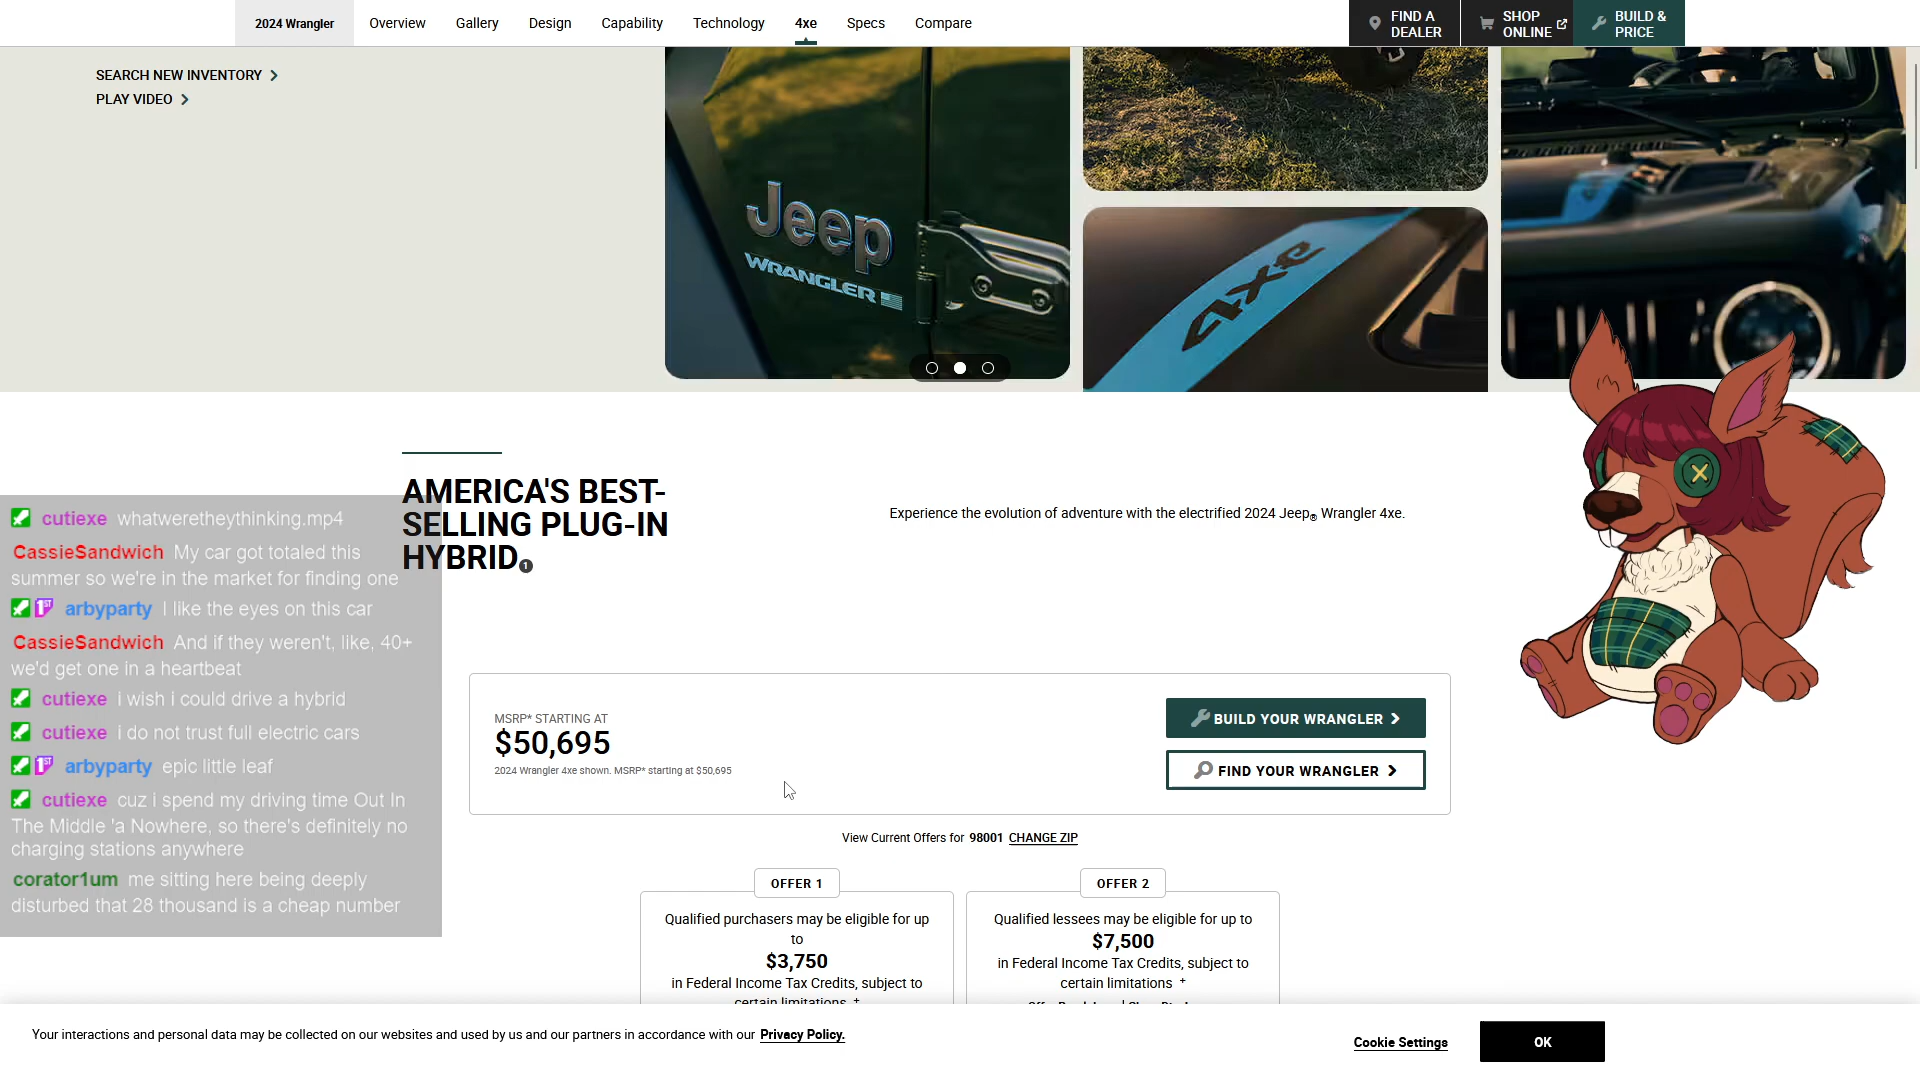 2024 Wrangler
Overview
Gallery
Design
Capability
Technology
4xe
Specs
Compare
FIND A
DEALER
SHOP
ONLINE
BUILD &
PRICE
SEARCH NEW INVENTORY
PLAY VIDEO
Jeep
WRANGLER
4xe
AMERICA'S BEST-
SELLING PLUG-IN
HYBRID 1
Experience the evolution of adventure with the electrified 2024 Jeep® Wrangler 4xe.
cutiexe whatweretheythinking.mp4
CassieSandwich My car got totaled this
summer so we're in the market for finding one
1ST arbyparty I like the eyes on this car
CassieSandwich And if they weren't, like, 40+
we'd get one in a heartbeat
cutiexe i wish i could drive a hybrid
cutiexe i do not trust full electric cars
1ST arbyparty epic little leaf
cutiexe cuz i spend my driving time Out In
The Middle 'a Nowhere, so there's definitely no
charging stations anywhere
corator1um me sitting here being deeply
disturbed that 28 thousand is a cheap number
MSRP* STARTING AT
$50,695
2024 Wrangler 4xe shown. MSRP* starting at $50,695
BUILD YOUR WRANGLER
FIND YOUR WRANGLER
View Current Offers for 98001 CHANGE ZIP
OFFER 1
Qualified purchasers may be eligible for up
to
$3,750
in Federal Income Tax Credits, subject to
certain limitations +
OFFER 2
Qualified lessees may be eligible for up to
$7,500
in Federal Income Tax Credits, subject to
certain limitations +
Your interactions and personal data may be collected on our websites and used by us and our partners in accordance with our Privacy Policy.
Cookie Settings
OK